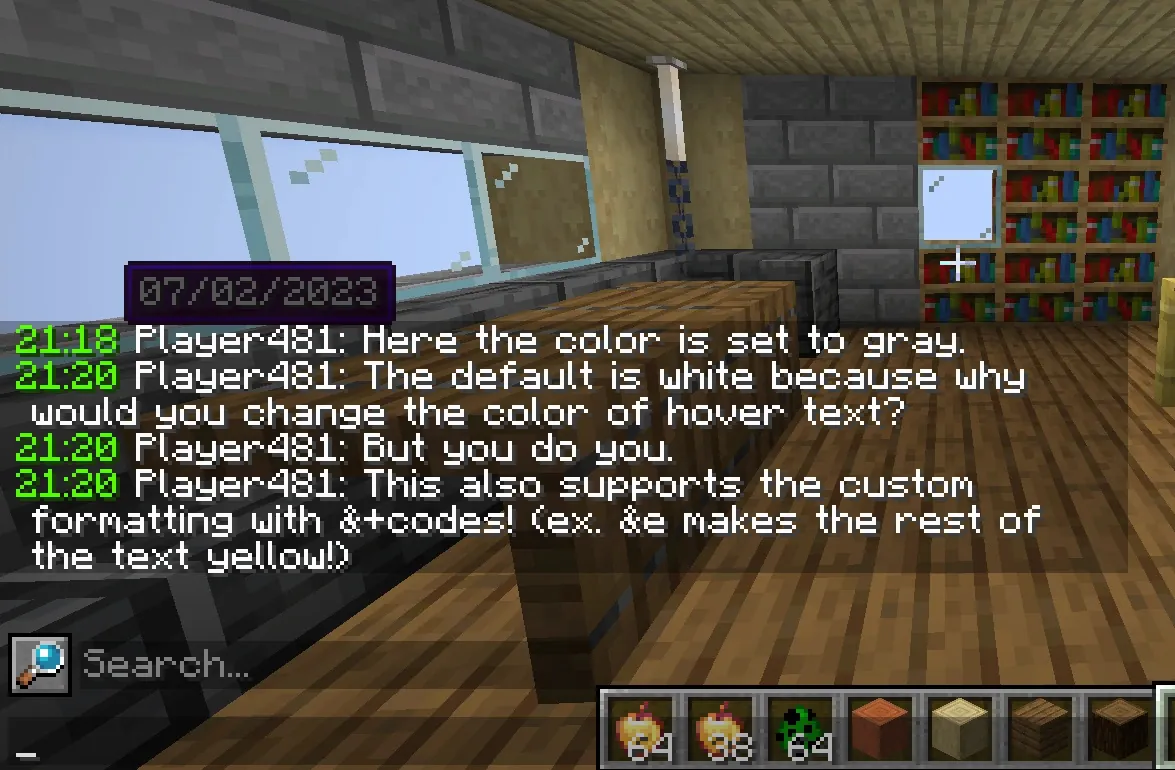 07/02/2023
21:18 Player481: Here the color is set to gray.
21:20 Player481: The default is white because why
would you change the color of hover text?
21:20 Player481: But you do you.
21:20 Player481: This also supports the custom
formatting with &+codes! (ex. &e makes the rest of
the text yellow!)
Search...
_
64 38 64